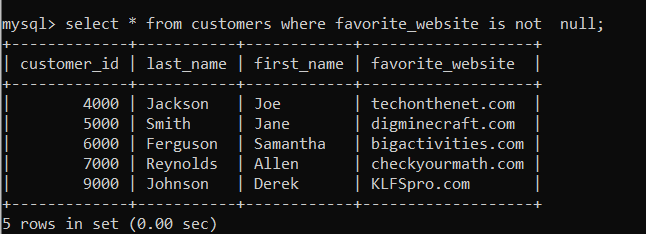 mysql> select * from customers where favorite_website is not  null;
+-------------+-----------+------------+-------------------+
| customer_id | last_name | first_name | favorite_website  |
+-------------+-----------+------------+-------------------+
|        4000 | Jackson   | Joe        | techonthenet.com  |
|        5000 | Smith     | Jane       | digminecraft.com  |
|        6000 | Ferguson  | Samantha   | bigactivities.com |
|        7000 | Reynolds  | Allen      | checkyourmath.com |
|        9000 | Johnson   | Derek      | KLFSpro.com       |
+-------------+-----------+------------+-------------------+
5 rows in set (0.00 sec)